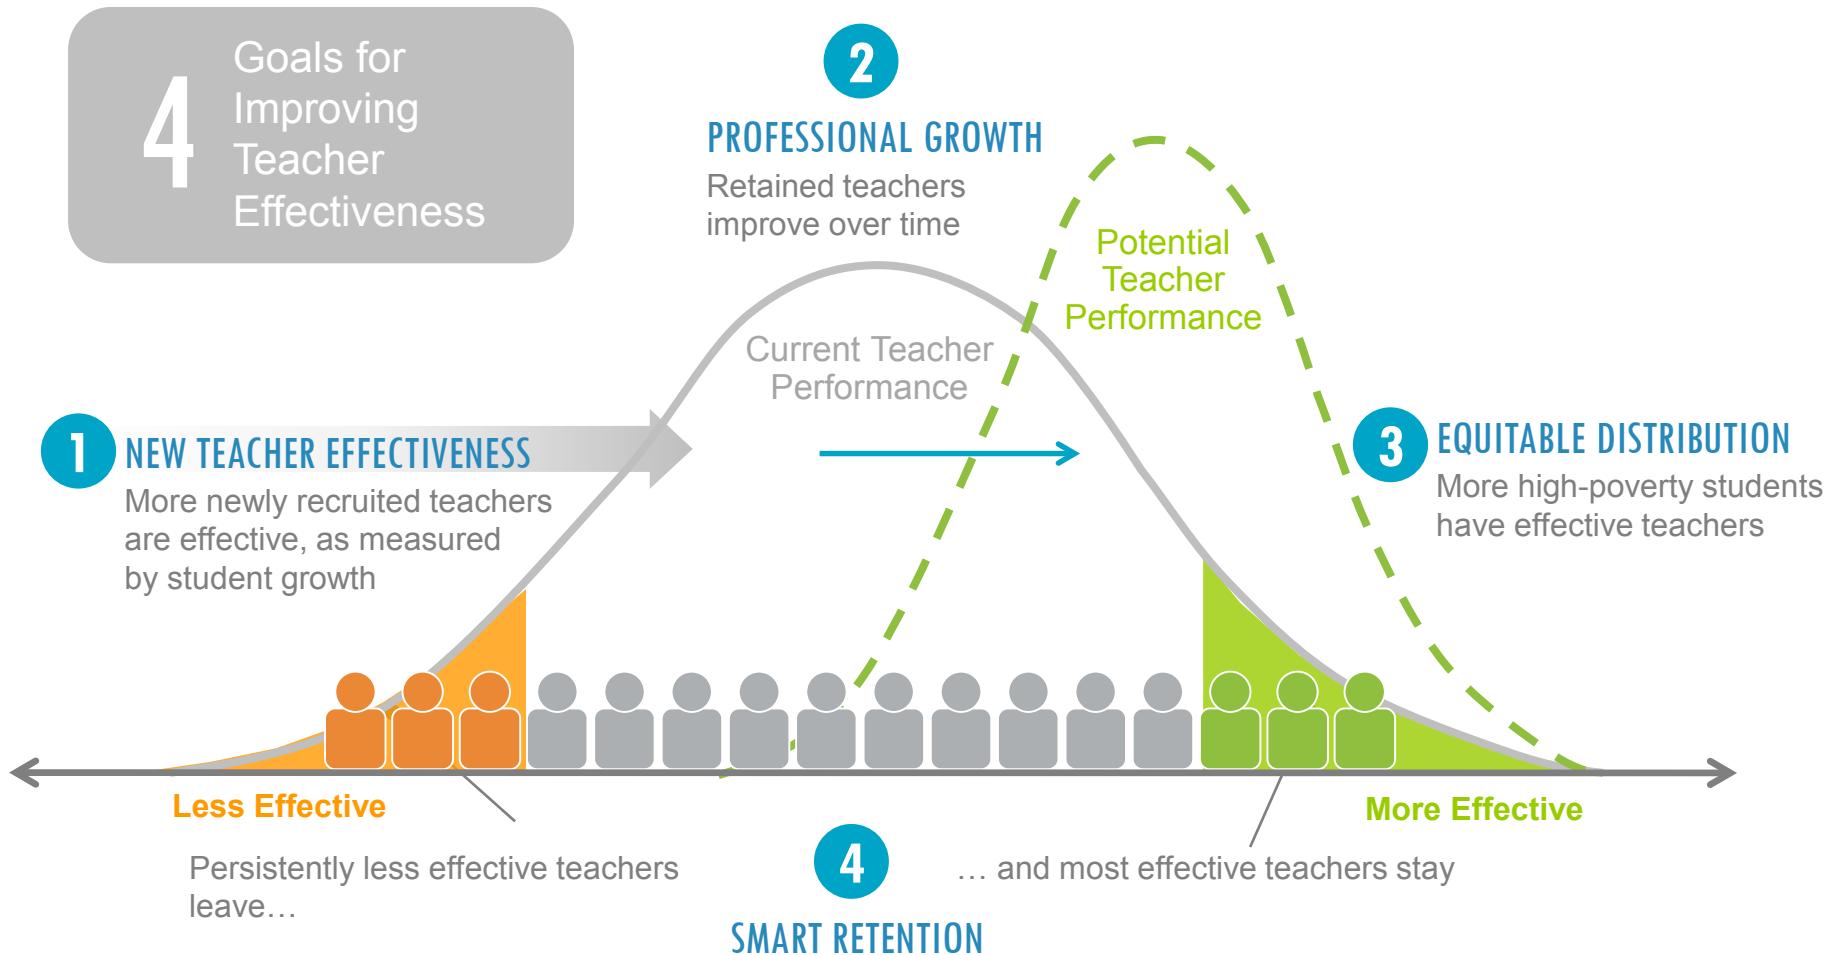 4
Goals for
Improving
Teacher
Effectiveness
2
PROFESSIONAL GROWTH
Retained teachers
improve over time
Potential
Teacher
Performance
Current Teacher
Performance
1
NEW TEACHER EFFECTIVENESS
More newly recruited teachers
are effective, as measured
by student growth
3
EQUITABLE DISTRIBUTION
More high-poverty students
have effective teachers
Less Effective
More Effective
Persistently less effective teachers
leave…
4
… and most effective teachers stay
SMART RETENTION